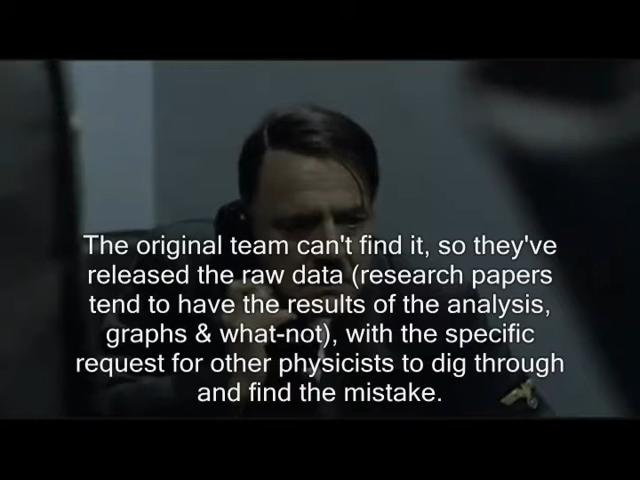 The original team can't find it, so they've
released the raw data (research papers
tend to have the results of the analysis,
graphs & what-not), with the specific
request for other physicists to dig through
and find the mistake.